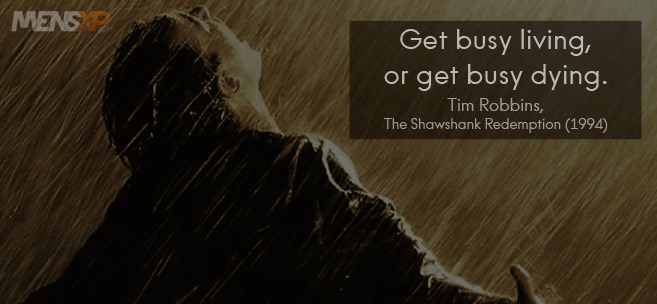 MENSXP
Get busy living,
or get busy dying.
Tim Robbins,
The Shawshank Redemption (1994)